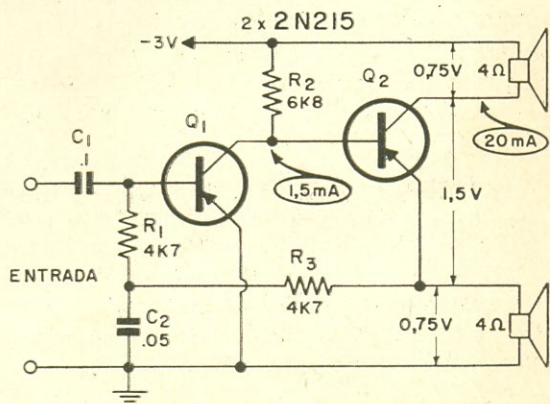 2 x 2N215
−3V
R2
6K8
Q1
Q2
0,75V
4Ω
C1
.1
1,5mA
20mA
1,5V
R1
4K7
ENTRADA
R3
4K7
C2
.05
0,75V
4Ω